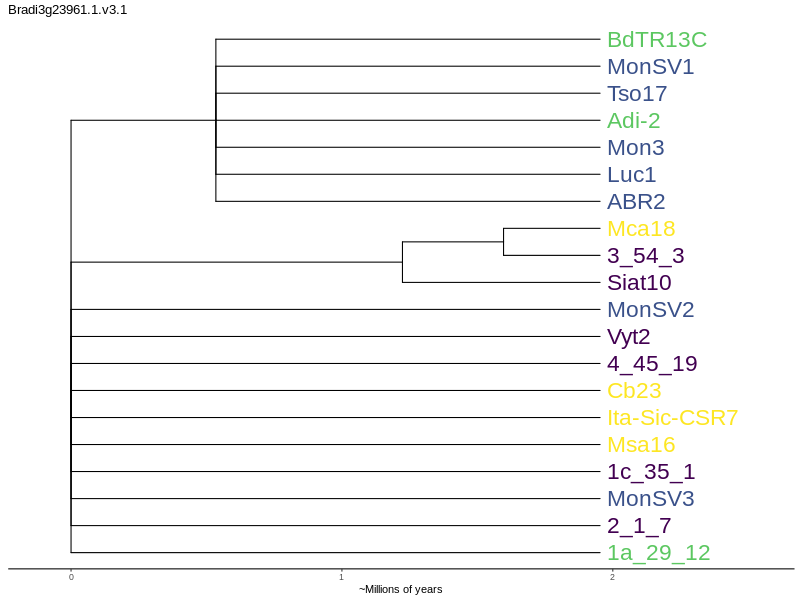 Bradi3g23961.1.v3.1
BdTR13C
MonSV1
Tso17
Adi-2
Mon3
Luc1
ABR2
Mca18
3_54_3
Siat10
MonSV2
Vyt2
4_45_19
Cb23
Ita-Sic-CSR7
Msa16
1c_35_1
MonSV3
2_1_7
1a_29_12
0 1 2
~Millions of years